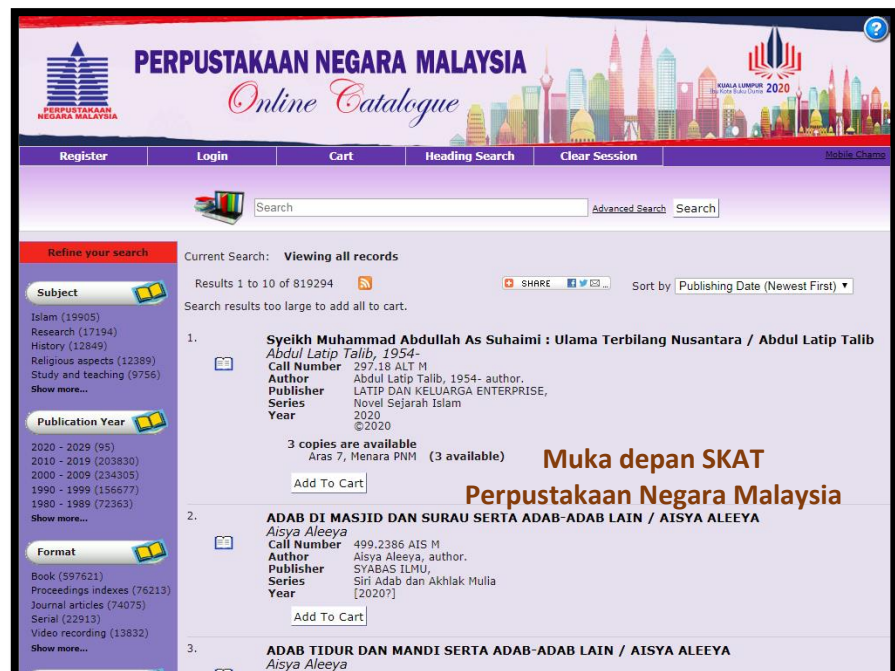 PERPUSTAKAAN NEGARA MALAYSIA
Online Catalogue
PERPUSTAKAAN
NEGARA MALAYSIA
KUALA LUMPUR 2020
Ibu Kota Buku Dunia
?
Register Login Cart Heading Search Clear Session Mobile Chamo
Search Advanced Search Search
Refine your search
Subject
Islam (19905)
Research (17194)
History (12849)
Religious aspects (12389)
Study and teaching (9756)
Show more...
Publication Year
2020 - 2029 (95)
2010 - 2019 (203830)
2000 - 2009 (234305)
1990 - 1999 (156677)
1980 - 1989 (72363)
Show more...
Format
Book (597621)
Proceedings indexes (76213)
Journal articles (74075)
Serial (22913)
Video recording (13832)
Show more...
Current Search: Viewing all records
Results 1 to 10 of 819294 SHARE ... Sort by Publishing Date (Newest First)
Search results too large to add all to cart.
1. Syeikh Muhammad Abdullah As Suhaimi : Ulama Terbilang Nusantara / Abdul Latip Talib
Abdul Latip Talib, 1954-
Call Number 297.18 ALT M
Author Abdul Latip Talib, 1954- author.
Publisher LATIP DAN KELUARGA ENTERPRISE,
Series Novel Sejarah Islam
Year 2020
©2020
3 copies are available
Aras 7, Menara PNM (3 available)
Add To Cart
Muka depan SKAT
Perpustakaan Negara Malaysia
2. ADAB DI MASJID DAN SURAU SERTA ADAB-ADAB LAIN / AISYA ALEEYA
Aisya Aleeya
Call Number 499.2386 AIS M
Author Aisya Aleeya, author.
Publisher SYABAS ILMU,
Series Siri Adab dan Akhlak Mulia
Year [2020?]
Add To Cart
3. ADAB TIDUR DAN MANDI SERTA ADAB-ADAB LAIN / AISYA ALEEYA
Aisya Aleeya